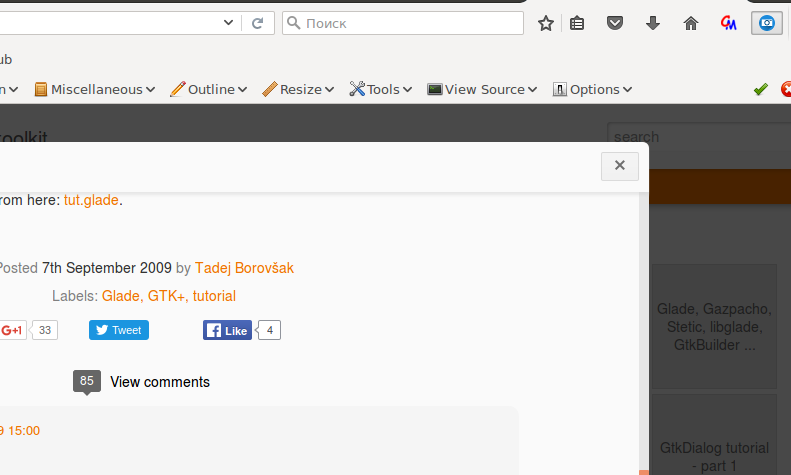 Поиск
ub
n Miscellaneous Outline Resize Tools View Source Options
toolkit
search
rom here: tut.glade.
Posted 7th September 2009 by Tadej Borovšak
Labels: Glade, GTK+, tutorial
G+1 33 Tweet Like 4
85 View comments
9 15:00
Glade, Gazpacho,
Stetic, libglade,
GtkBuilder ...
GtkDialog tutorial
- part 1